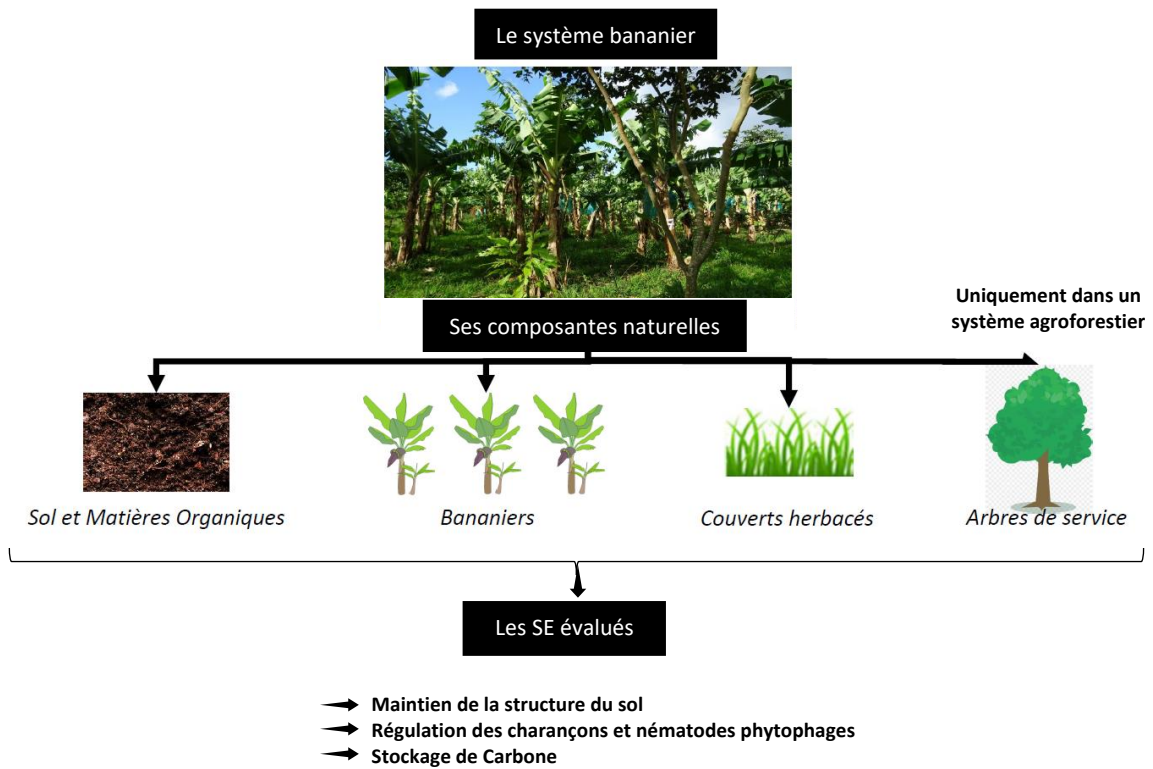 Le système bananier
Ses composantes naturelles
Uniquement dans un
système agroforestier
Sol et Matières Organiques
Bananiers
Couverts herbacés
Arbres de service
Les SE évalués
Maintien de la structure du sol
Régulation des charançons et nématodes phytophages
Stockage de Carbone